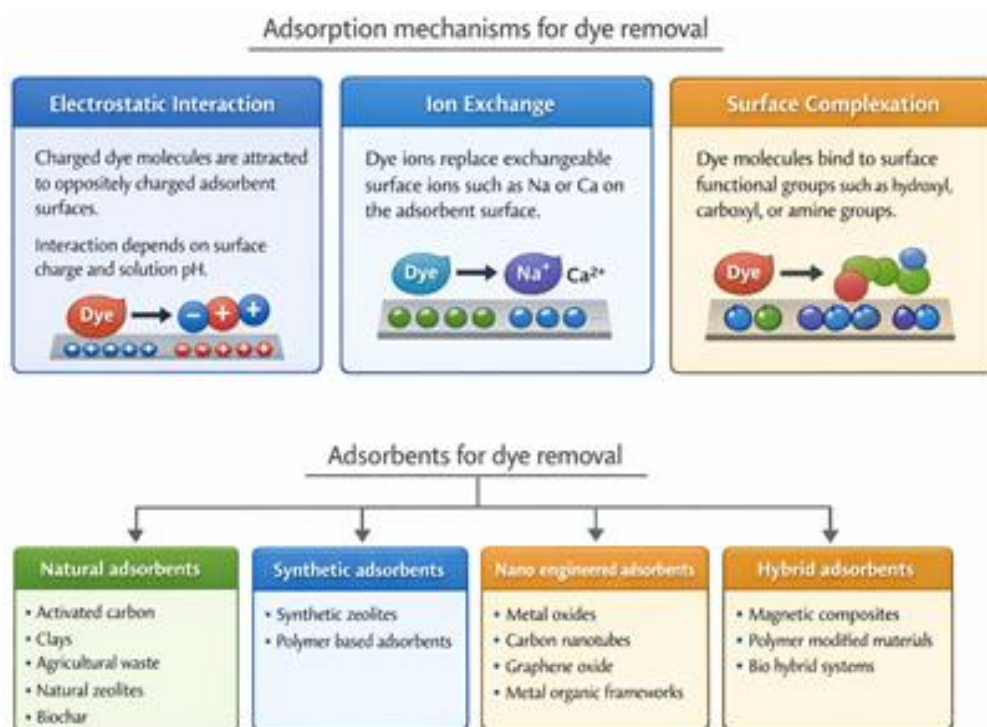 Adsorption mechanisms for dye removal
Electrostatic Interaction
Charged dye molecules are attracted
to oppositely charged adsorbent
surfaces.
Interaction depends on surface
charge and solution pH.
Dye
− + +
Ion Exchange
Dye ions replace exchangeable
surface ions such as Na or Ca on
the adsorbent surface.
Dye
Na⁺
Ca²⁺
Surface Complexation
Dye molecules bind to surface
functional groups such as hydroxyl,
carboxyl, or amine groups.
Dye
Adsorbents for dye removal
Natural adsorbents
• Activated carbon
• Clays
• Agricultural waste
• Natural zeolites
• Biochar
Synthetic adsorbents
• Synthetic zeolites
• Polymer based adsorbents
Nano engineered adsorbents
• Metal oxides
• Carbon nanotubes
• Graphene oxide
• Metal organic frameworks
Hybrid adsorbents
• Magnetic composites
• Polymer modified materials
• Bio hybrid systems